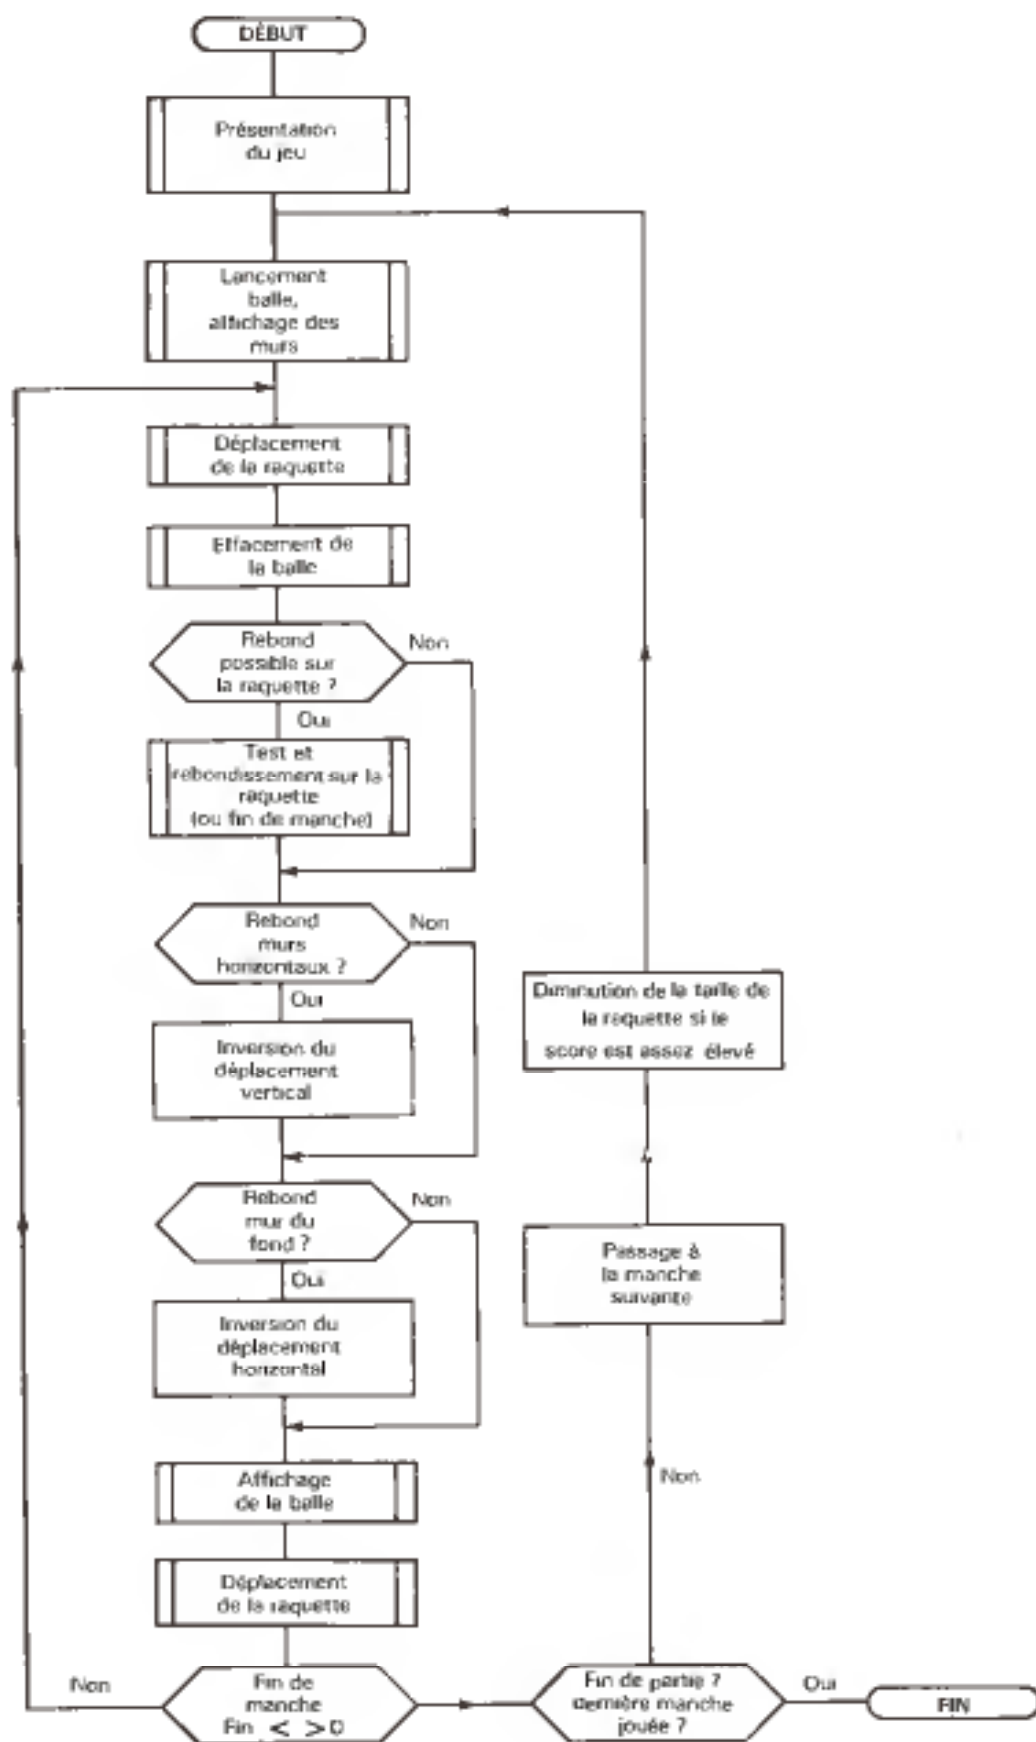 DÉBUT
Présentation
du jeu
Lancement
balle,
affichage des
murs
Déplacement
de la raquette
Effacement de
la balle
Rebond
possible sur
la raquette ?
Non
Oui
Test et
rebondissement sur la
raquette
(ou fin de manche)
Rebond
murs
horizontaux ?
Non
Oui
Inversion du
déplacement
vertical
Rebond
mur du
fond ?
Non
Oui
Inversion du
déplacement
horizontal
Affichage
de la balle
Déplacement
de la raquette
Non
Fin de
manche
Fin < > 0
Fin de partie ?
dernière manche
jouée ?
Oui
FIN
Non
Passage à
la manche
suivante
Diminution de la taille de
la raquette si le
score est assez élevé